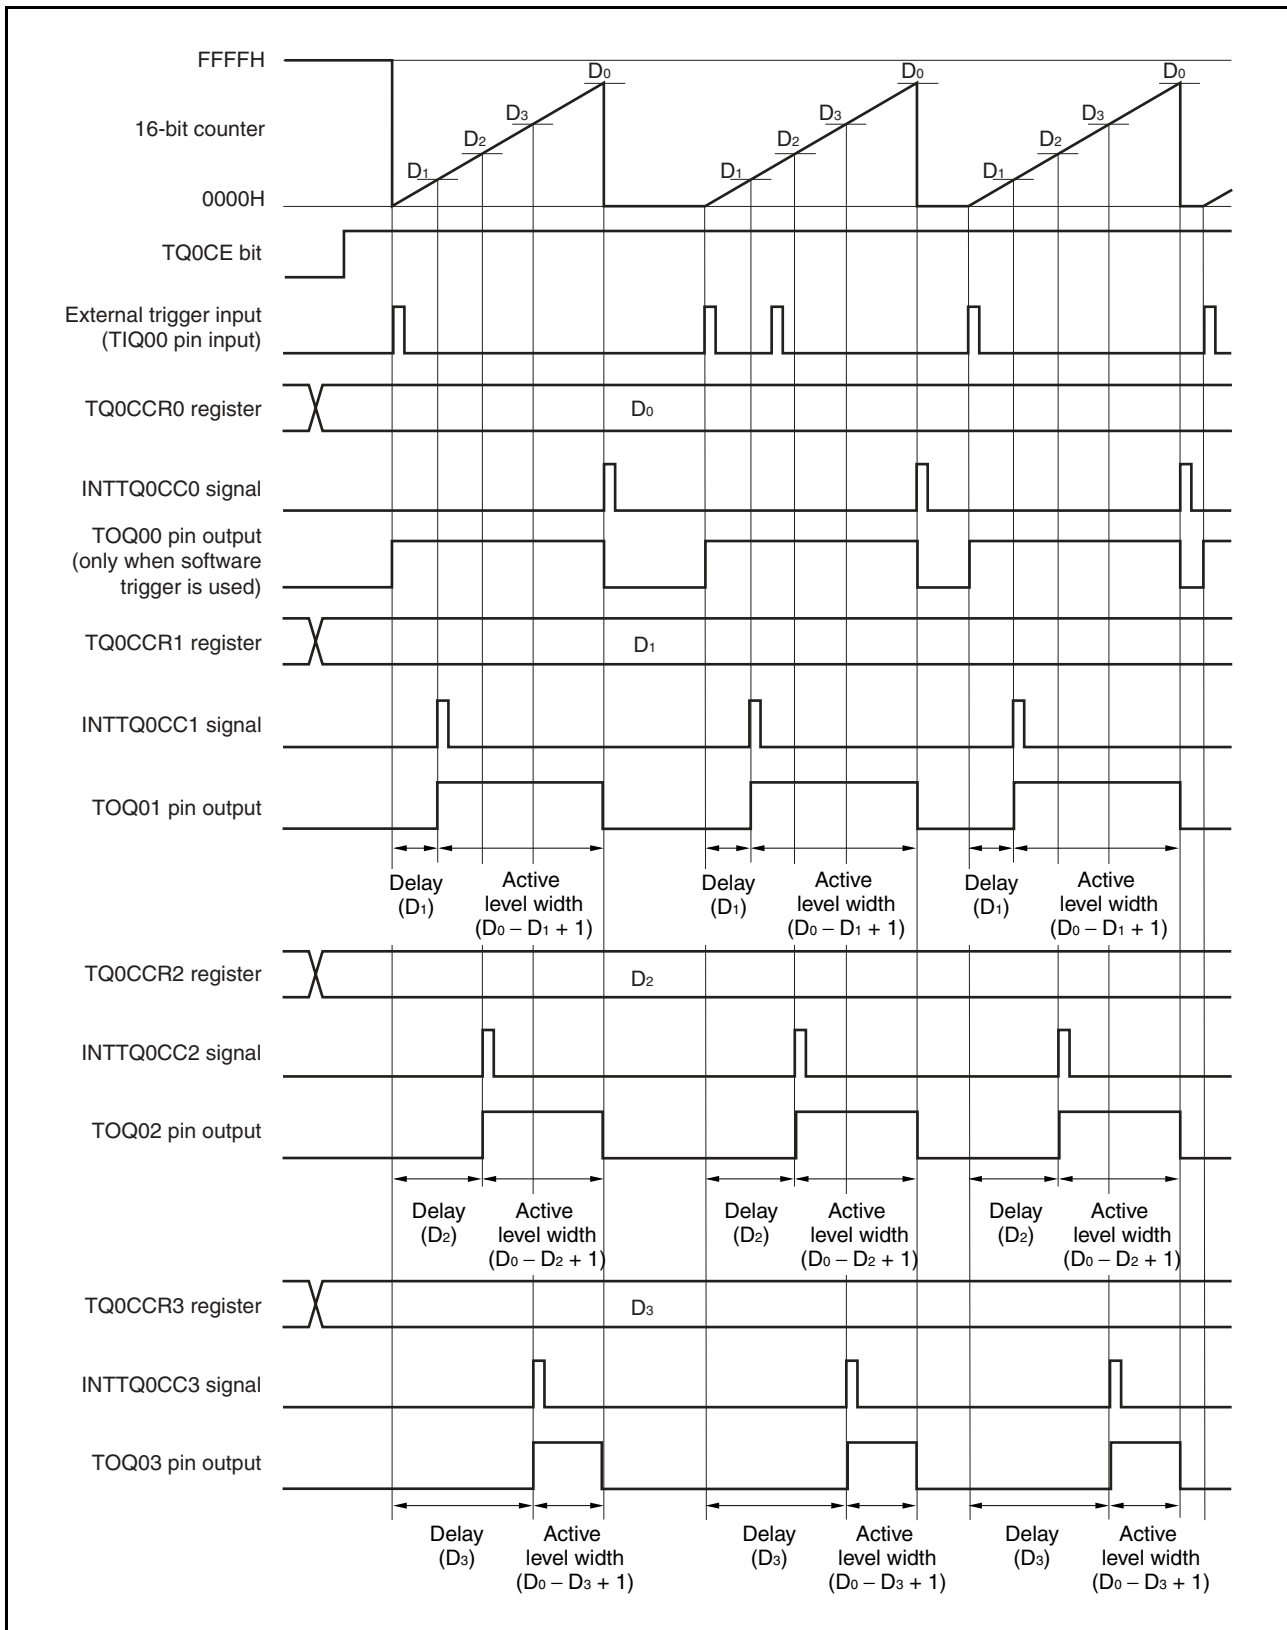 FFFFH
D0
D0
D0
16-bit counter
D3
D3
D3
D2
D2
D2
D1
D1
D1
0000H
TQ0CE bit
External trigger input
(TIQ00 pin input)
TQ0CCR0 register
D0
INTTQ0CC0 signal
TOQ00 pin output
(only when software
trigger is used)
TQ0CCR1 register
D1
INTTQ0CC1 signal
TOQ01 pin output
Delay
(D1)
Active
level width
(D0 – D1 + 1)
Delay
(D1)
Active
level width
(D0 – D1 + 1)
Delay
(D1)
Active
level width
(D0 – D1 + 1)
TQ0CCR2 register
D2
INTTQ0CC2 signal
TOQ02 pin output
Delay
(D2)
Active
level width
(D0 – D2 + 1)
Delay
(D2)
Active
level width
(D0 – D2 + 1)
Delay
(D2)
Active
level width
(D0 – D2 + 1)
TQ0CCR3 register
D3
INTTQ0CC3 signal
TOQ03 pin output
Delay
(D3)
Active
level width
(D0 – D3 + 1)
Delay
(D3)
Active
level width
(D0 – D3 + 1)
Delay
(D3)
Active
level width
(D0 – D3 + 1)